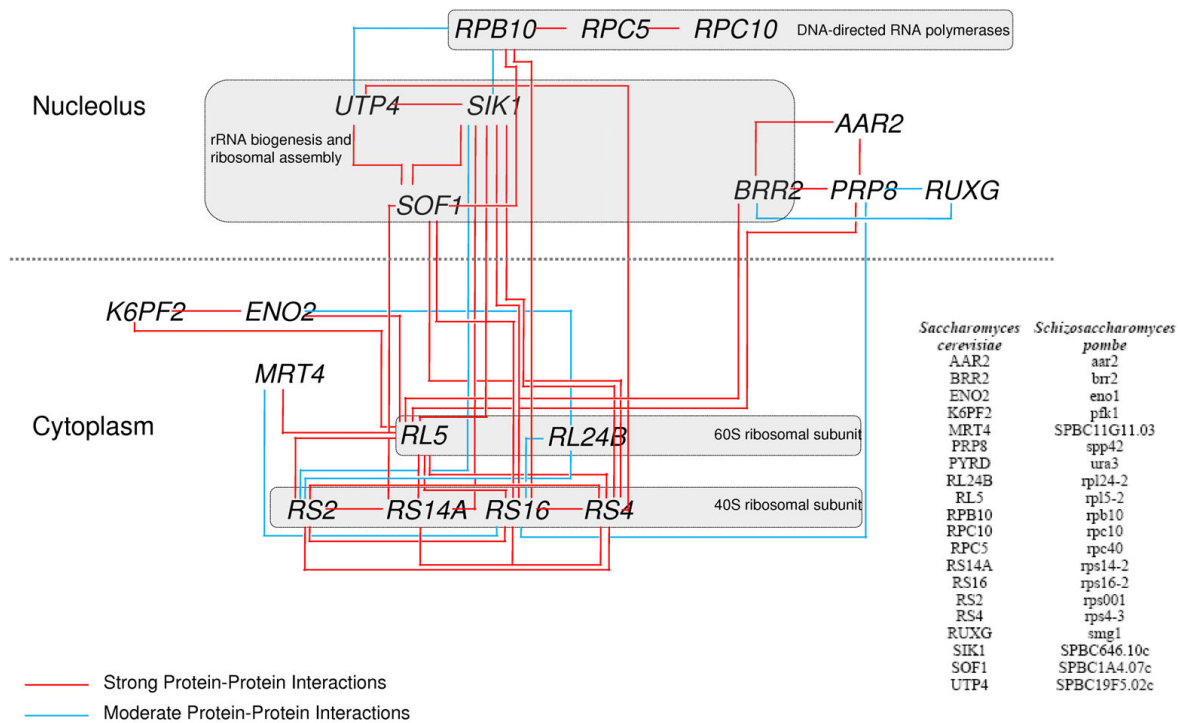 RPB10 RPC5 RPC10 DNA-directed RNA polymerases
Nucleolus
UTP4 SIK1
AAR2
rRNA biogenesis and
ribosomal assembly
BRR2 PRP8 RUXG
SOF1
K6PF2 ENO2
MRT4
Cytoplasm
RL5 RL24B 60S ribosomal subunit
RS2 RS14A RS16 RS4 40S ribosomal subunit
Saccharomyces Schizosaccharomyces
cerevisiae pombe
AAR2 aar2
BRR2 brr2
ENO2 eno1
K6PF2 pfk1
MRT4 SPBC11G11.03
PRP8 spp42
PYRD ura3
RL24B rpl24-2
RL5 rpl5-2
RPB10 rpb10
RPC10 rpc10
RPC5 rpc40
RS14A rps14-2
RS16 rps16-2
RS2 rps001
RS4 rps4-3
RUXG smg1
SIK1 SPBC646.10c
SOF1 SPBC1A4.07c
UTP4 SPBC19F5.02c
Strong Protein-Protein Interactions
Moderate Protein-Protein Interactions